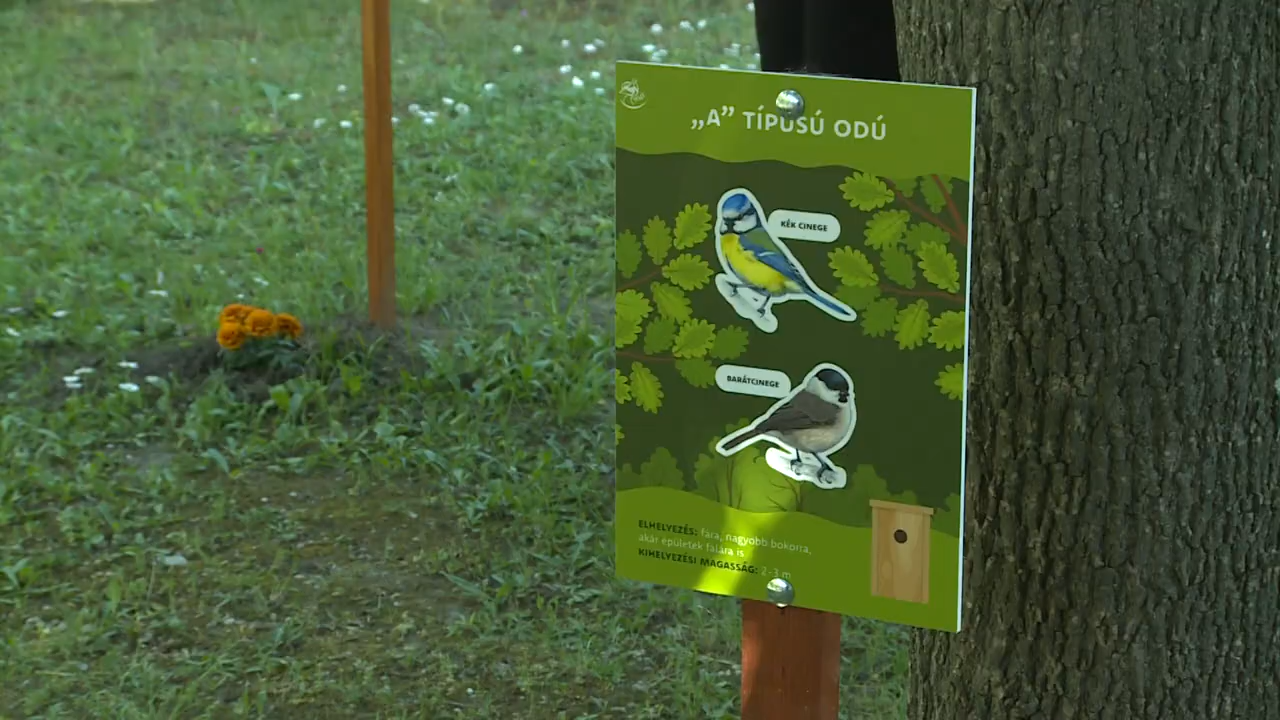 „A” TÍPUSÚ ODÚ
KÉK CINEGE
BARÁTCINEGE
ELHELYEZÉS: fára, nagyobb bokorra,
akár épületek falára is
KIHELYEZÉSI MAGASSÁG: 2-3 m